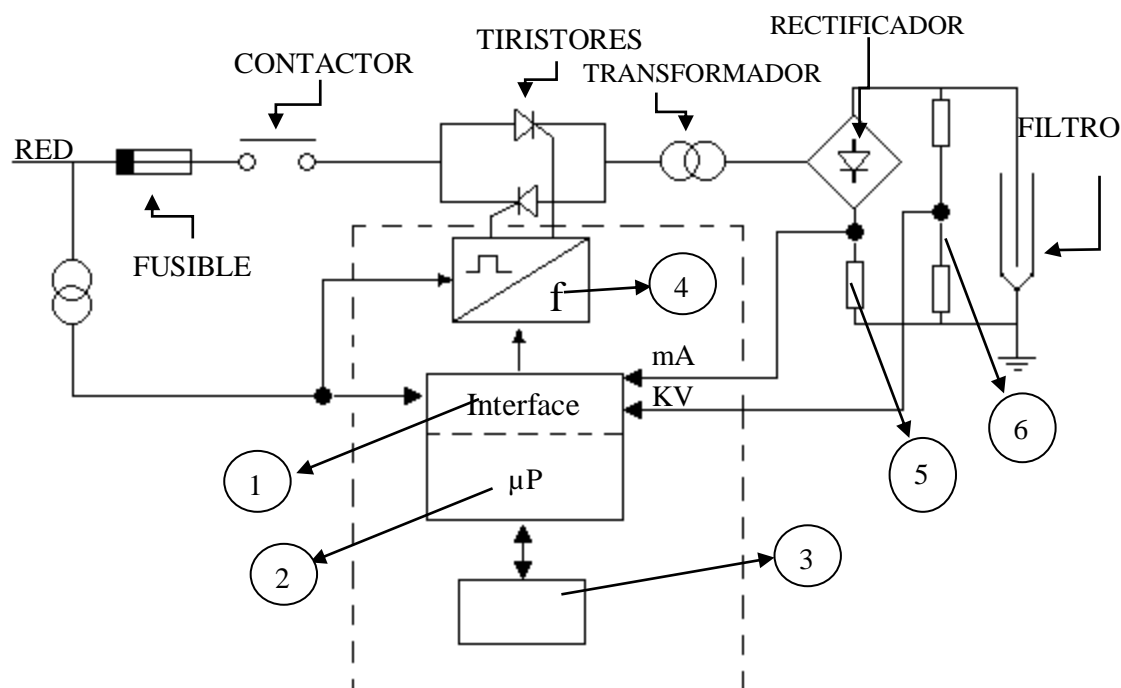 RECTIFICADOR
TIRISTORES
CONTACTOR
TRANSFORMADOR
FILTRO
RED
FUSIBLE
f
4
mA
KV
Interface
6
1
5
µP
3
2